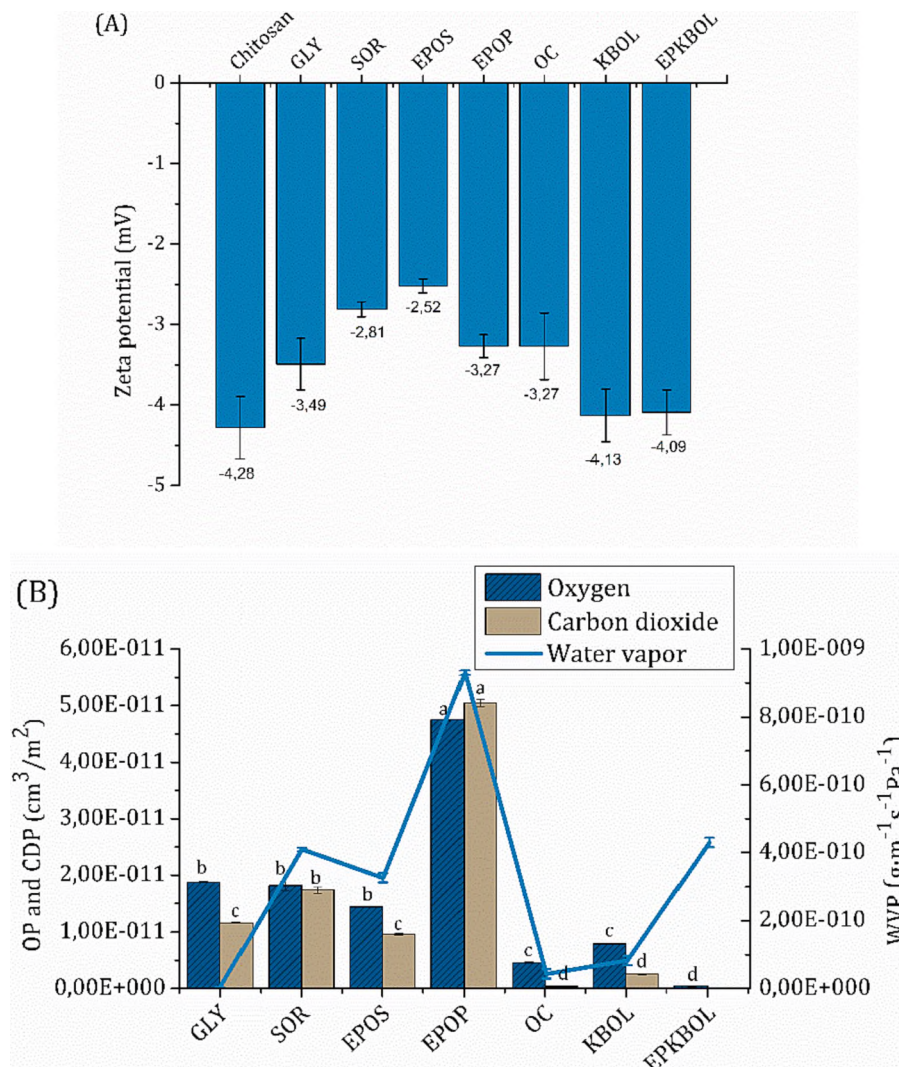 (A)
Chitosan GLY SOR EPOS EPOP OC KBOL EPKBOL
0
-1
-2
-3
-4
-5
Zeta potential (mV)
-4,28
-3,49
-2,81
-2,52
-3,27
-3,27
-4,13
-4,09
(B)
Oxygen
Carbon dioxide
Water vapor
6,00E-011
5,00E-011
4,00E-011
3,00E-011
2,00E-011
1,00E-011
0,00E+000
OP and CDP (cm³/m²)
b c b b b c a a c d c d
1,00E-009
8,00E-010
6,00E-010
4,00E-010
2,00E-010
0,00E+000
WVP (g·m⁻¹s⁻¹Pa⁻¹)
GLY SOR EPOS EPOP OC KBOL EPKBOL